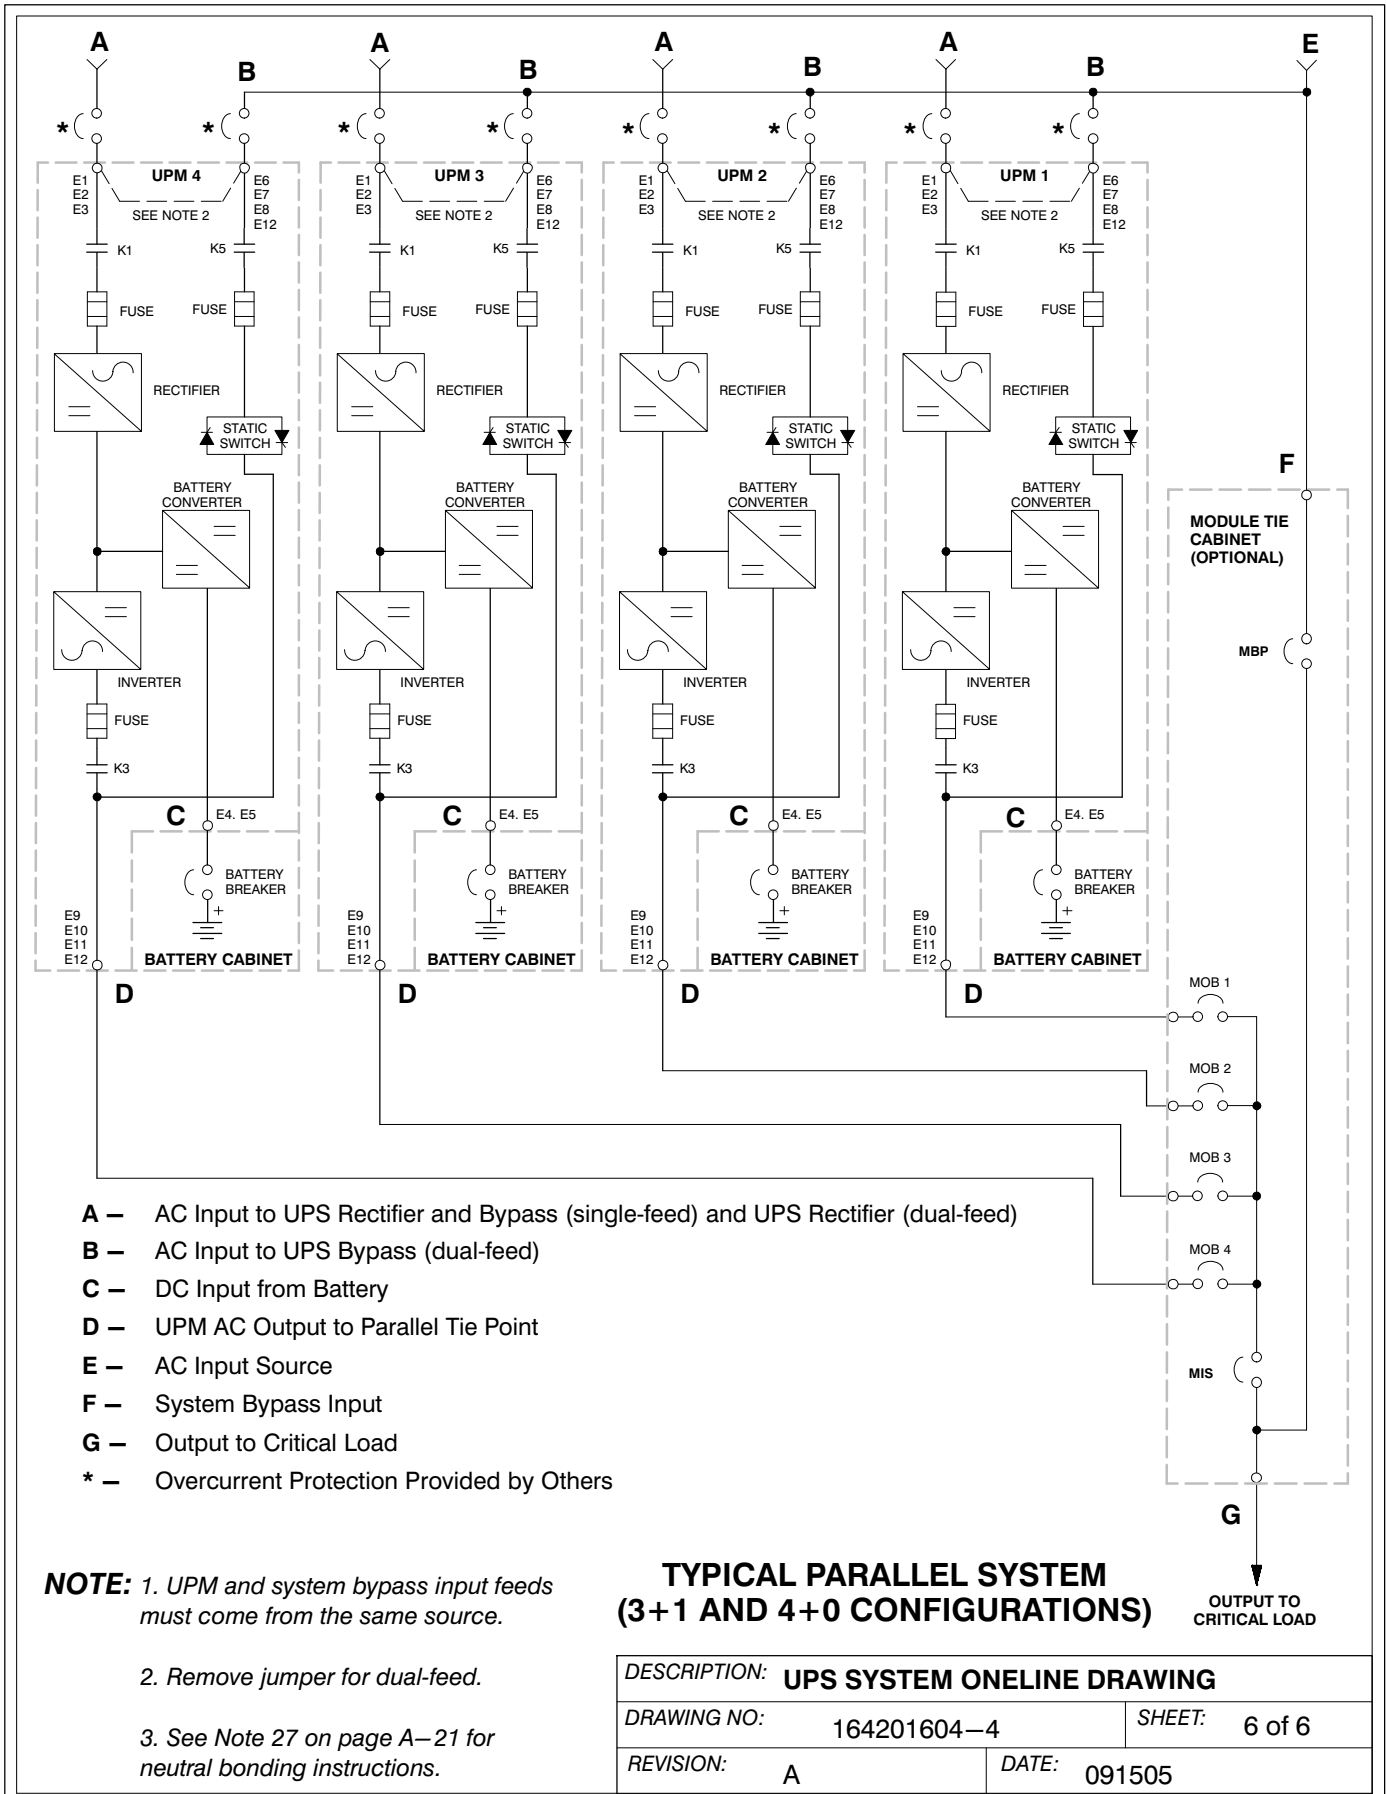 A A A A E
B B B B
* * * * * * * *
UPM 4 UPM 3 UPM 2 UPM 1
E1 E6 E1 E6 E1 E6 E1 E6
E2 E7 E2 E7 E2 E7 E2 E7
E3 E8 E3 E8 E3 E8 E3 E8
SEE NOTE 2 SEE NOTE 2 SEE NOTE 2 SEE NOTE 2
E12 E12 E12 E12
K1 K5 K1 K5 K1 K5 K1 K5
FUSE FUSE FUSE FUSE FUSE FUSE FUSE FUSE
RECTIFIER RECTIFIER RECTIFIER RECTIFIER
STATIC STATIC STATIC STATIC
SWITCH SWITCH SWITCH SWITCH
F
BATTERY BATTERY BATTERY BATTERY
CONVERTER CONVERTER CONVERTER CONVERTER
MODULE TIE
CABINET
(OPTIONAL)
MBP
INVERTER INVERTER INVERTER INVERTER
FUSE FUSE FUSE FUSE
K3 K3 K3 K3
C E4. E5 C E4. E5 C E4. E5 C E4. E5
BATTERY BATTERY BATTERY BATTERY
BREAKER BREAKER BREAKER BREAKER
+ + + +
E9 E9 E9 E9
E10 E10 E10 E10
E11 E11 E11 E11
E12 BATTERY CABINET E12 BATTERY CABINET E12 BATTERY CABINET E12 BATTERY CABINET
D D D D
MOB 1
MOB 2
MOB 3
MOB 4
MIS
A — AC Input to UPS Rectifier and Bypass (single-feed) and UPS Rectifier (dual-feed)
B — AC Input to UPS Bypass (dual-feed)
C — DC Input from Battery
D — UPM AC Output to Parallel Tie Point
E — AC Input Source
F — System Bypass Input
G — Output to Critical Load
* — Overcurrent Protection Provided by Others
G
OUTPUT TO
CRITICAL LOAD
NOTE: 1. UPM and system bypass input feeds
must come from the same source.
2. Remove jumper for dual-feed.
3. See Note 27 on page A—21 for
neutral bonding instructions.
TYPICAL PARALLEL SYSTEM
(3+1 AND 4+0 CONFIGURATIONS)
DESCRIPTION: UPS SYSTEM ONELINE DRAWING
DRAWING NO: 164201604—4 SHEET: 6 of 6
REVISION: A DATE: 091505